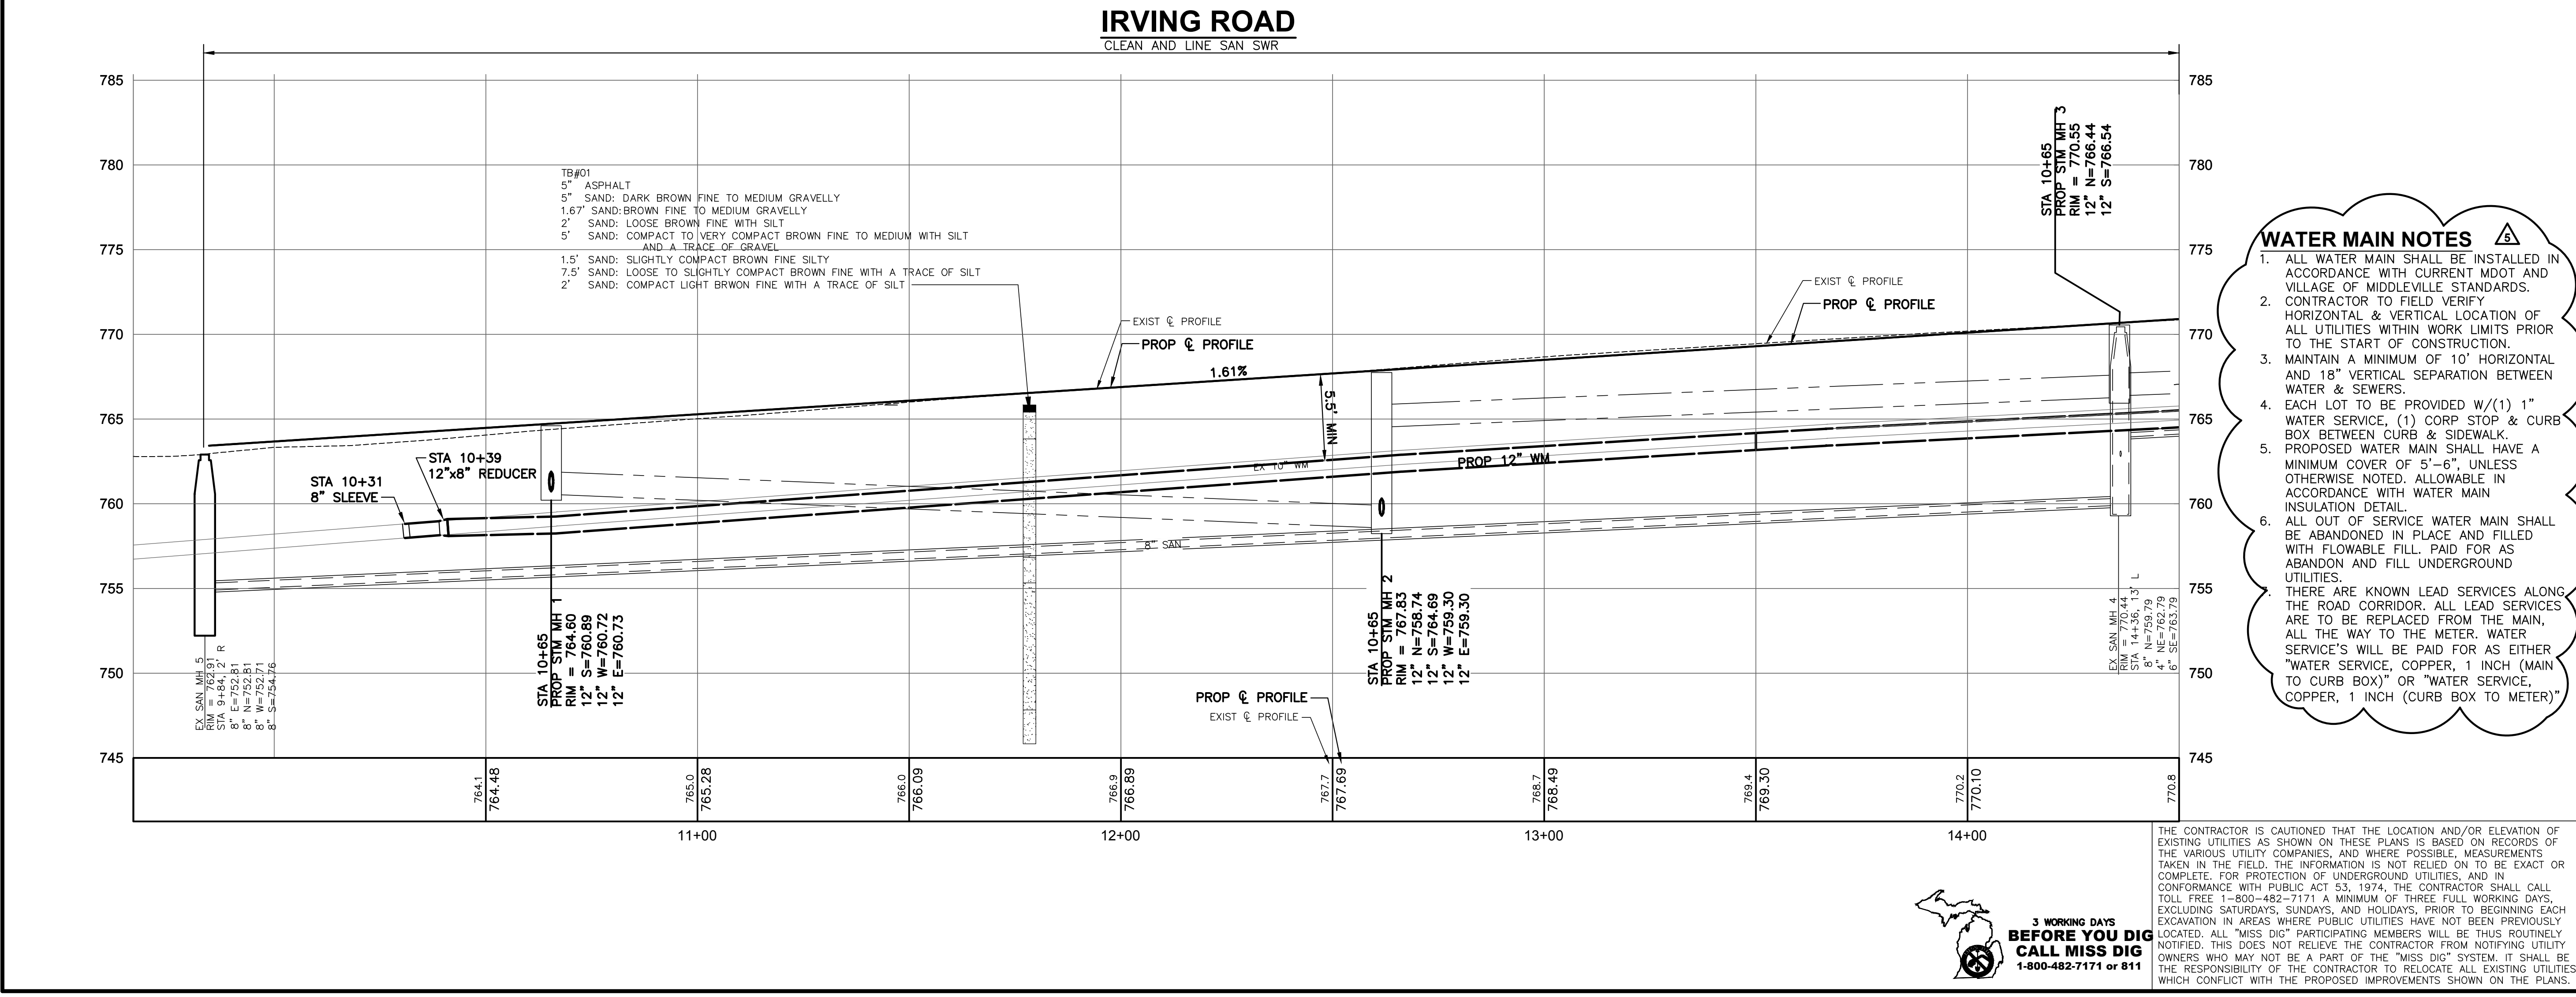 IRVING ROAD
CLEAN AND LINE SAN SWR
785
780
775
770
765
760
755
750
745
785
780
775
770
765
760
755
750
745
TB#01
5" ASPHALT
5" SAND: DARK BROWN FINE TO MEDIUM GRAVELLY
1.67' SAND: BROWN FINE TO MEDIUM GRAVELLY
2' SAND: LOOSE BROWN FINE WITH SILT
5' SAND: COMPACT TO VERY COMPACT BROWN FINE TO MEDIUM WITH SILT
AND A TRACE OF GRAVEL
1.5' SAND: SLIGHTLY COMPACT BROWN FINE SILTY
7.5' SAND: LOOSE TO SLIGHTLY COMPACT BROWN FINE WITH A TRACE OF SILT
2' SAND: COMPACT LIGHT BRWON FINE WITH A TRACE OF SILT
EXIST ℄ PROFILE
PROP ℄ PROFILE
1.61%
5.5' MIN
EXIST ℄ PROFILE
PROP ℄ PROFILE
STA 10+65
PROP STM MH 3
RIM = 770.55
12" N=766.44
12" S=766.54
STA 10+31
8" SLEEVE
STA 10+39
12"x8" REDUCER
EX 10" WM
PROP 12" WM
8" SAN
EX SAN MH 5
RIM = 762.91
STA 9+84, 2' R
8" E=752.81
8" N=752.81
8" W=752.71
8" S=754.76
STA 10+65
PROP STM MH 1
RIM = 764.60
12" S=760.89
12" W=760.72
12" E=760.73
STA 10+65
PROP STM MH 2
RIM = 767.83
12" N=758.74
12" S=764.69
12" W=759.30
12" E=759.30
EX SAN MH 4
RIM = 770.44
STA 14+36, 13' L
8" N=759.79
4" NE=762.79
6" SE=763.79
PROP ℄ PROFILE
EXIST ℄ PROFILE
764.1
764.48
765.0
765.28
766.0
766.09
766.9
766.89
767.7
767.69
768.7
768.49
769.4
769.30
770.2
770.10
770.8
11+00
12+00
13+00
14+00
WATER MAIN NOTES
5
1. ALL WATER MAIN SHALL BE INSTALLED IN
ACCORDANCE WITH CURRENT MDOT AND
VILLAGE OF MIDDLEVILLE STANDARDS.
2. CONTRACTOR TO FIELD VERIFY
HORIZONTAL & VERTICAL LOCATION OF
ALL UTILITIES WITHIN WORK LIMITS PRIOR
TO THE START OF CONSTRUCTION.
3. MAINTAIN A MINIMUM OF 10' HORIZONTAL
AND 18" VERTICAL SEPARATION BETWEEN
WATER & SEWERS.
4. EACH LOT TO BE PROVIDED W/(1) 1"
WATER SERVICE, (1) CORP STOP & CURB
BOX BETWEEN CURB & SIDEWALK.
5. PROPOSED WATER MAIN SHALL HAVE A
MINIMUM COVER OF 5'-6", UNLESS
OTHERWISE NOTED. ALLOWABLE IN
ACCORDANCE WITH WATER MAIN
INSULATION DETAIL.
6. ALL OUT OF SERVICE WATER MAIN SHALL
BE ABANDONED IN PLACE AND FILLED
WITH FLOWABLE FILL. PAID FOR AS
ABANDON AND FILL UNDERGROUND
UTILITIES.
THERE ARE KNOWN LEAD SERVICES ALONG
THE ROAD CORRIDOR. ALL LEAD SERVICES
ARE TO BE REPLACED FROM THE MAIN,
ALL THE WAY TO THE METER. WATER
SERVICE'S WILL BE PAID FOR AS EITHER
"WATER SERVICE, COPPER, 1 INCH (MAIN
TO CURB BOX)" OR "WATER SERVICE,
COPPER, 1 INCH (CURB BOX TO METER)"
3 WORKING DAYS
BEFORE YOU DIG
CALL MISS DIG
1-800-482-7171 or 811
THE CONTRACTOR IS CAUTIONED THAT THE LOCATION AND/OR ELEVATION OF
EXISTING UTILITIES AS SHOWN ON THESE PLANS IS BASED ON RECORDS OF
THE VARIOUS UTILITY COMPANIES, AND WHERE POSSIBLE, MEASUREMENTS
TAKEN IN THE FIELD. THE INFORMATION IS NOT RELIED ON TO BE EXACT OR
COMPLETE. FOR PROTECTION OF UNDERGROUND UTILITIES, AND IN
CONFORMANCE WITH PUBLIC ACT 53, 1974, THE CONTRACTOR SHALL CALL
TOLL FREE 1-800-482-7171 A MINIMUM OF THREE FULL WORKING DAYS,
EXCLUDING SATURDAYS, SUNDAYS, AND HOLIDAYS, PRIOR TO BEGINNING EACH
EXCAVATION IN AREAS WHERE PUBLIC UTILITIES HAVE NOT BEEN PREVIOUSLY
LOCATED. ALL "MISS DIG" PARTICIPATING MEMBERS WILL BE THUS ROUTINELY
NOTIFIED. THIS DOES NOT RELIEVE THE CONTRACTOR FROM NOTIFYING UTILITY
OWNERS WHO MAY NOT BE A PART OF THE "MISS DIG" SYSTEM. IT SHALL BE
THE RESPONSIBILITY OF THE CONTRACTOR TO RELOCATE ALL EXISTING UTILITIES
WHICH CONFLICT WITH THE PROPOSED IMPROVEMENTS SHOWN ON THE PLANS.